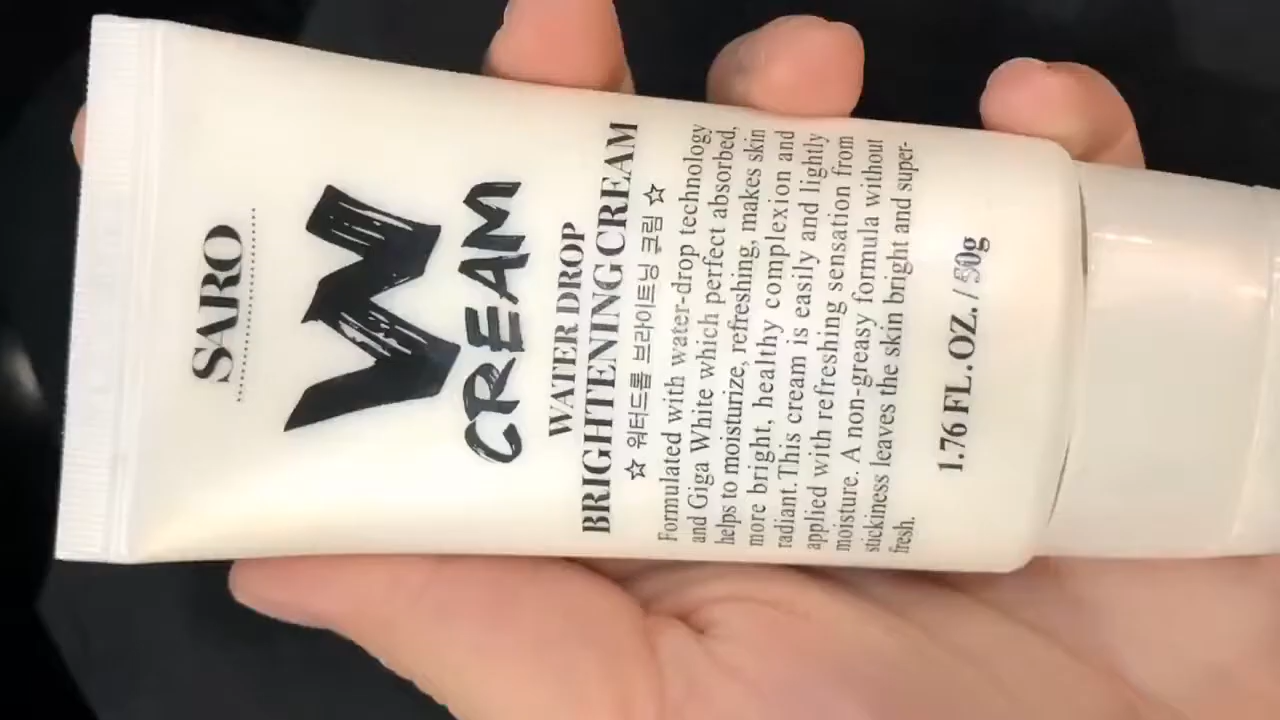 SARO
W
CREAM
WATER DROP
BRIGHTENING CREAM
☆ 워터드롭 브라이트닝 크림 ☆
Formulated with water-drop technology
and Giga White which perfect absorbed,
helps to moisturize, refreshing, makes skin
more bright, healthy complexion and
radiant.This cream is easily and lightly
applied with refreshing sensation from
moisture. A non-greasy formula without
stickiness leaves the skin bright and super-
fresh.
1.76 FL.OZ. / 50g